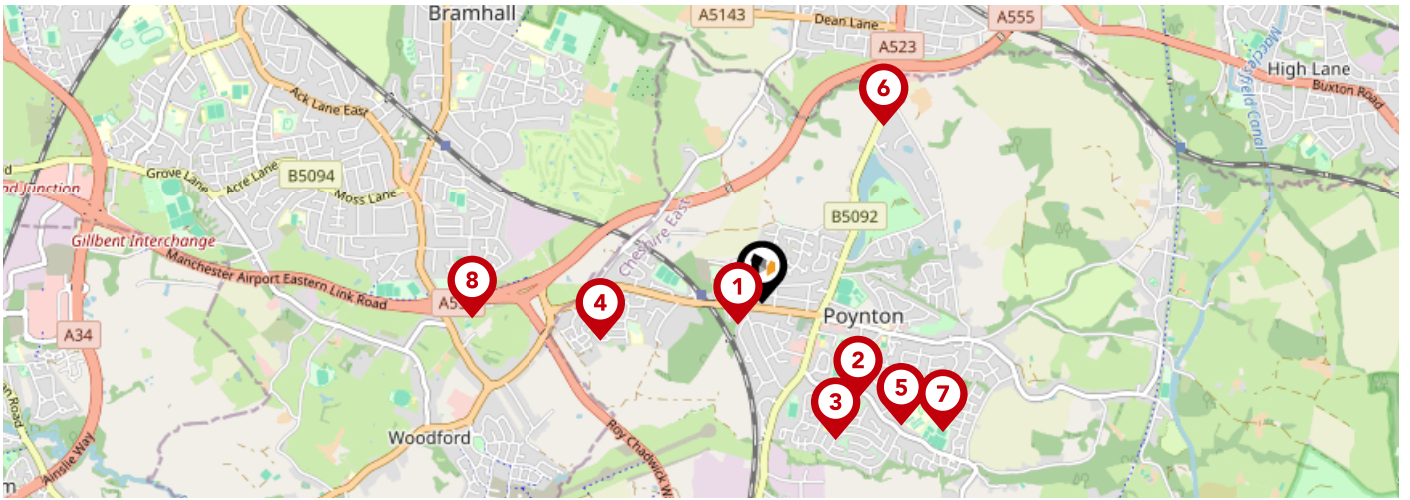 Bramhall
A5143
Dean Lane
A555
A523
High Lane
Buxton Road
Macclesfield Canal
6
Ack Lane East
Grove Lane
Acre Lane
B5094
Moss Lane
Junction
B5092
Cheshire East
Gillbent Interchange
Manchester Airport Eastern Link Road
8
4
1
A34
Poynton
2
5
7
3
Woodford
Roy Chadwick
Ainslie Way
Road